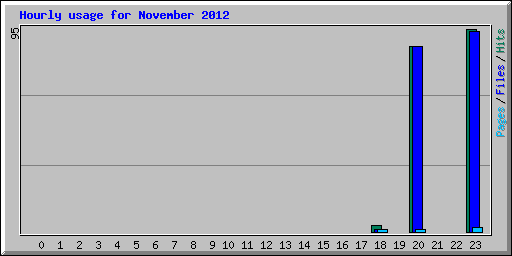 Hourly usage for November 2012
95
Pages/Files/Hits
0 1 2 3 4 5 6 7 8 9 10 11 12 13 14 15 16 17 18 19 20 21 22 23